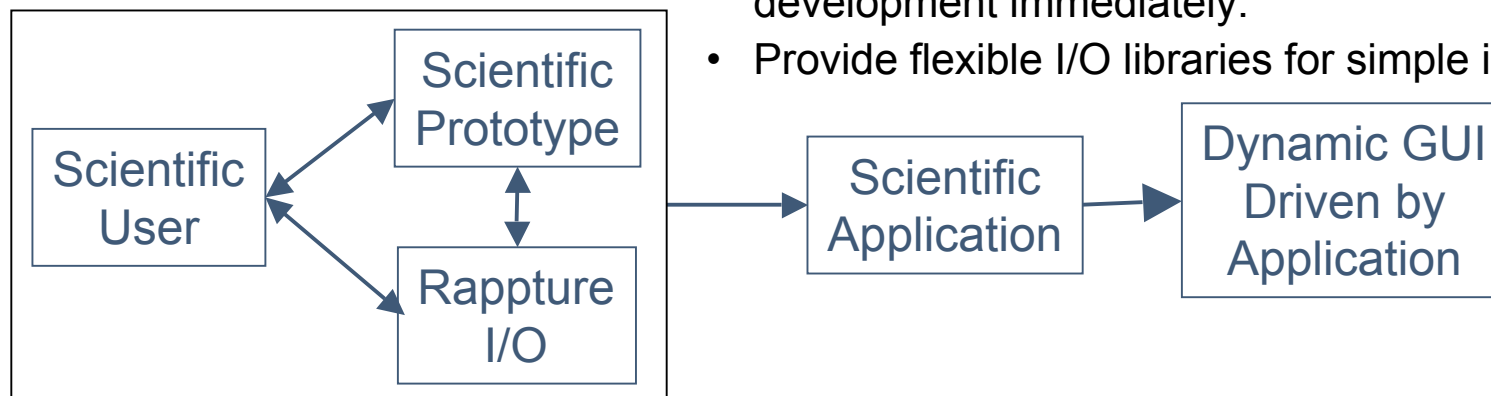 development immediately.
• Provide flexible I/O libraries for simple i
Scientific
User
Scientific
Prototype
Rappture
I/O
Scientific
Application
Dynamic GUI
Driven by
Application